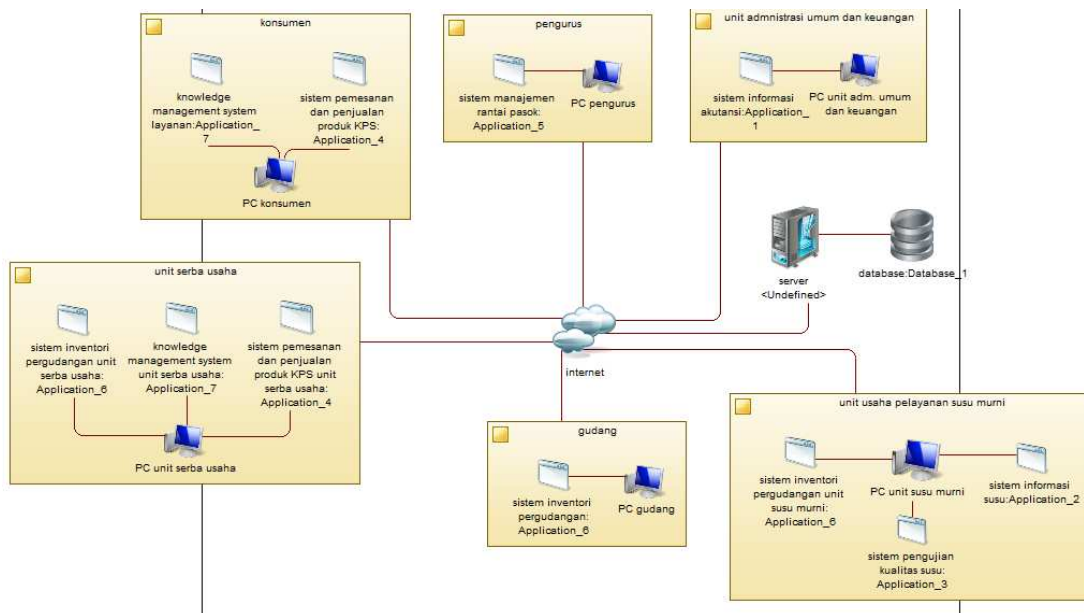 konsumen
knowledge
management system
layanan:Application_
7
sistem pemesanan
dan penjualan
produk KPS:
Application_4
PC konsumen
pengurus
sistem manajemen
rantai pasok:
Application_5
PC pengurus
unit admnistrasi umum dan keuangan
sistem informasi
akutansi:Application_
1
PC unit adm. umum
dan keuangan
server
<Undefined>
database:Database_1
unit serba usaha
sistem inventori
pergudangan unit
serba usaha:
Application_6
knowledge
management system
unit serba usaha:
Application_7
sistem pemesanan
dan penjualan
produk KPS unit
serba usaha:
Application_4
PC unit serba usaha
internet
gudang
sistem inventori
pergudangan:
Application_6
PC gudang
unit usaha pelayanan susu murni
sistem inventori
pergudangan unit
susu murni:
Application_6
PC unit susu murni
sistem informasi
susu:Application_2
sistem pengujian
kualitas susu:
Application_3